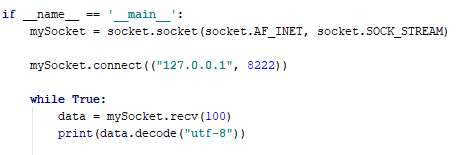 if __name__ == '__main__':
    mySocket = socket.socket(socket.AF_INET, socket.SOCK_STREAM)
    mySocket.connect(("127.0.0.1", 8222))
    while True:
        data = mySocket.recv(100)
        print(data.decode("utf-8"))